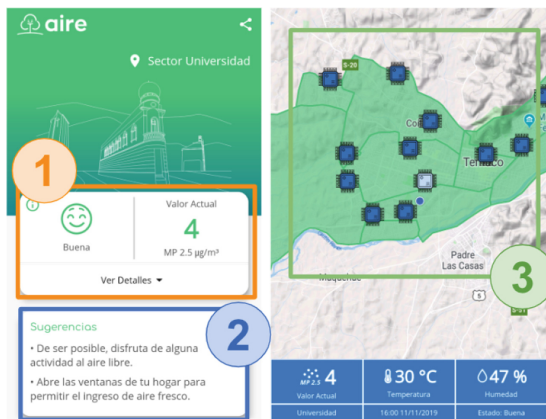 aire
Sector Universidad
1
Buena
Valor Actual
4
MP 2.5 µg/m³
Ver Detalles
2
Sugerencias
• De ser posible, disfruta de alguna
actividad al aire libre.
• Abre las ventanas de tu hogar para
permitir el ingreso de aire fresco.
S-20
Temuco
Padre
Las Casas
3
5
MP 2.5 4
Valor Actual
30 °C
Temperatura
47 %
Humedad
Universidad
16:00 11/11/2019
Estado: Buena